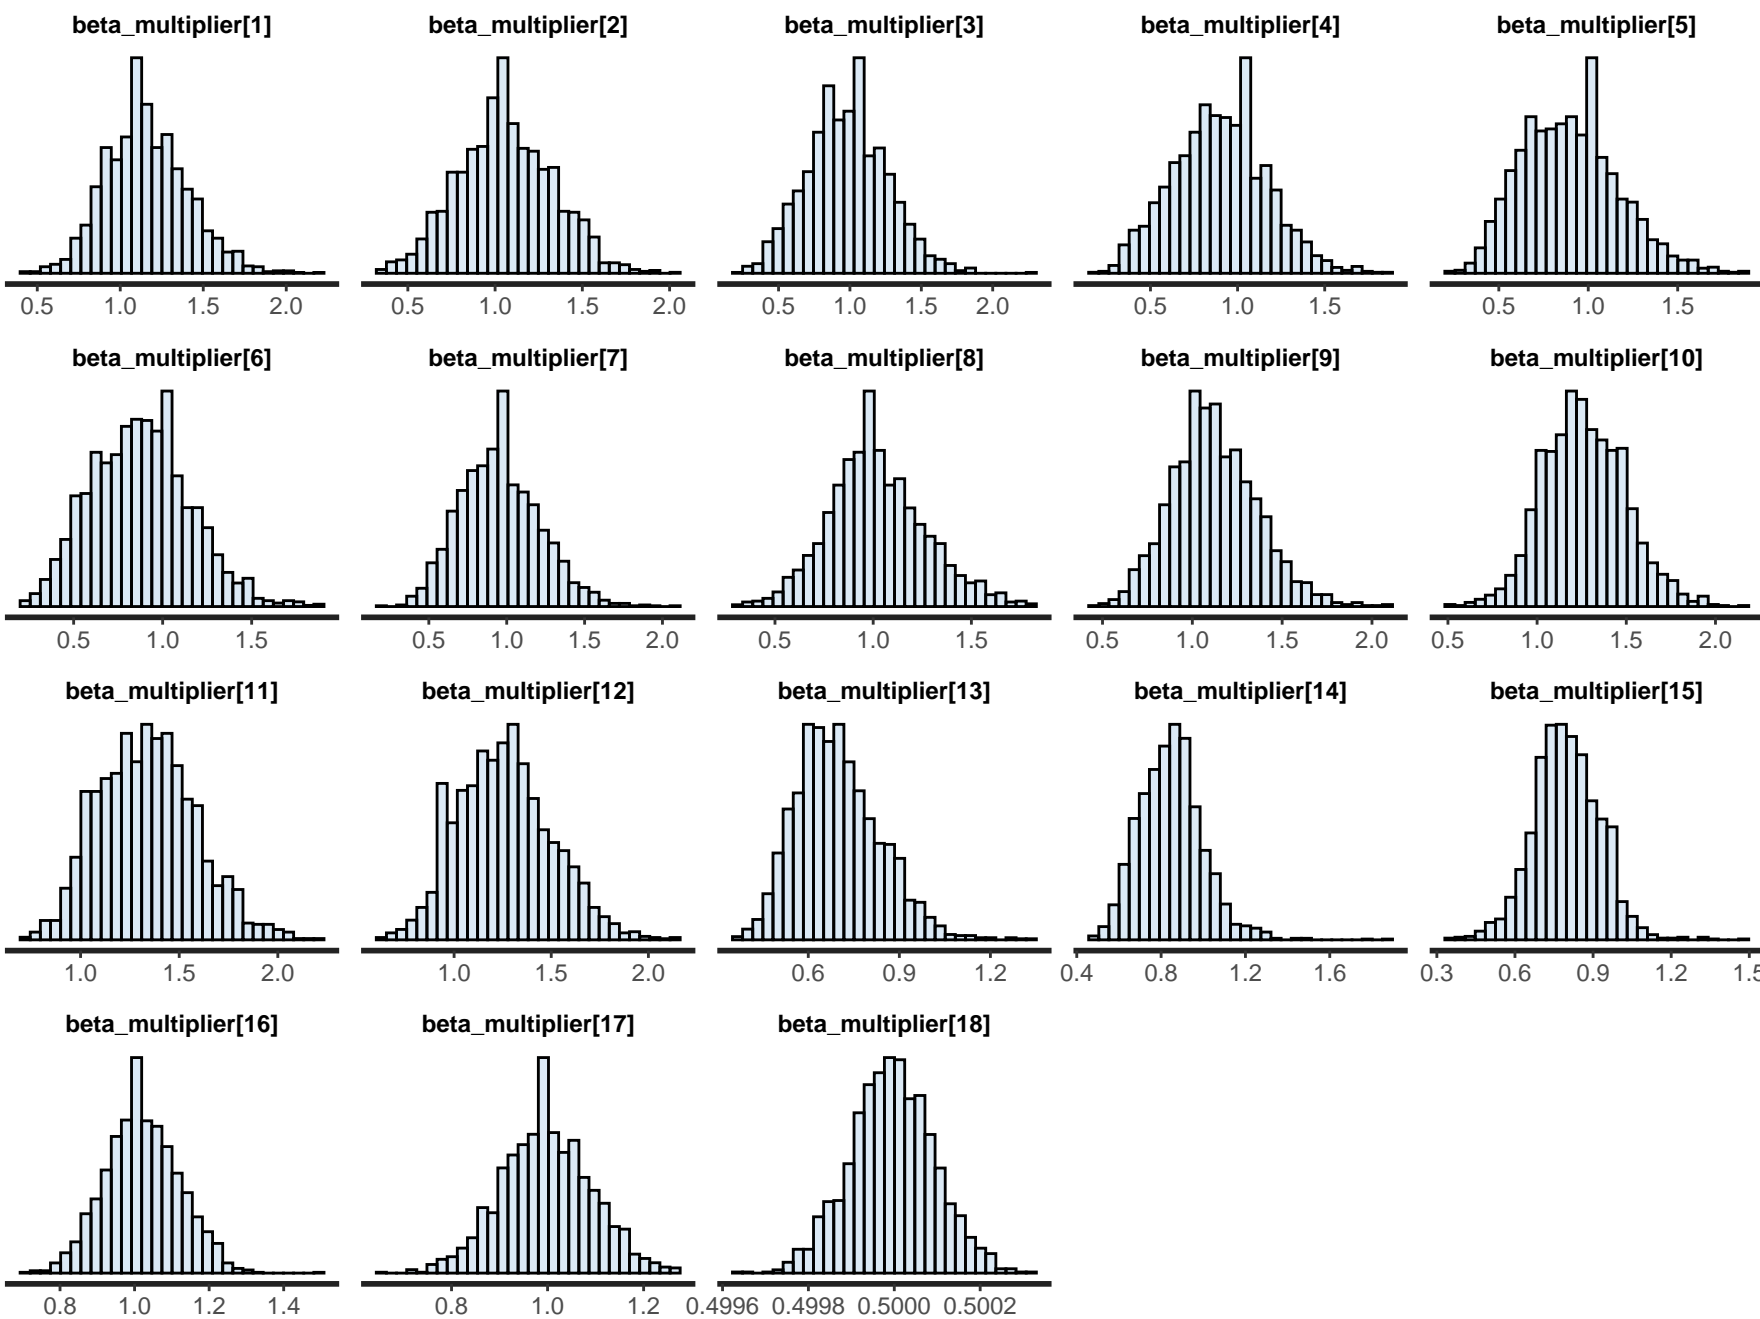 beta_multiplier[1] beta_multiplier[2] beta_multiplier[3] beta_multiplier[4] beta_multiplier[5]
0.5 1.0 1.5 2.0 0.5 1.0 1.5 2.0 0.5 1.0 1.5 2.0 0.5 1.0 1.5 0.5 1.0 1.5
beta_multiplier[6] beta_multiplier[7] beta_multiplier[8] beta_multiplier[9] beta_multiplier[10]
0.5 1.0 1.5 0.5 1.0 1.5 2.0 0.5 1.0 1.5 0.5 1.0 1.5 2.0 0.5 1.0 1.5 2.0
beta_multiplier[11] beta_multiplier[12] beta_multiplier[13] beta_multiplier[14] beta_multiplier[15]
1.0 1.5 2.0 1.0 1.5 2.0 0.6 0.9 1.2 0.4 0.8 1.2 1.6 0.3 0.6 0.9 1.2 1.5
beta_multiplier[16] beta_multiplier[17] beta_multiplier[18]
0.8 1.0 1.2 1.4 0.8 1.0 1.2 0.4996 0.4998 0.5000 0.5002